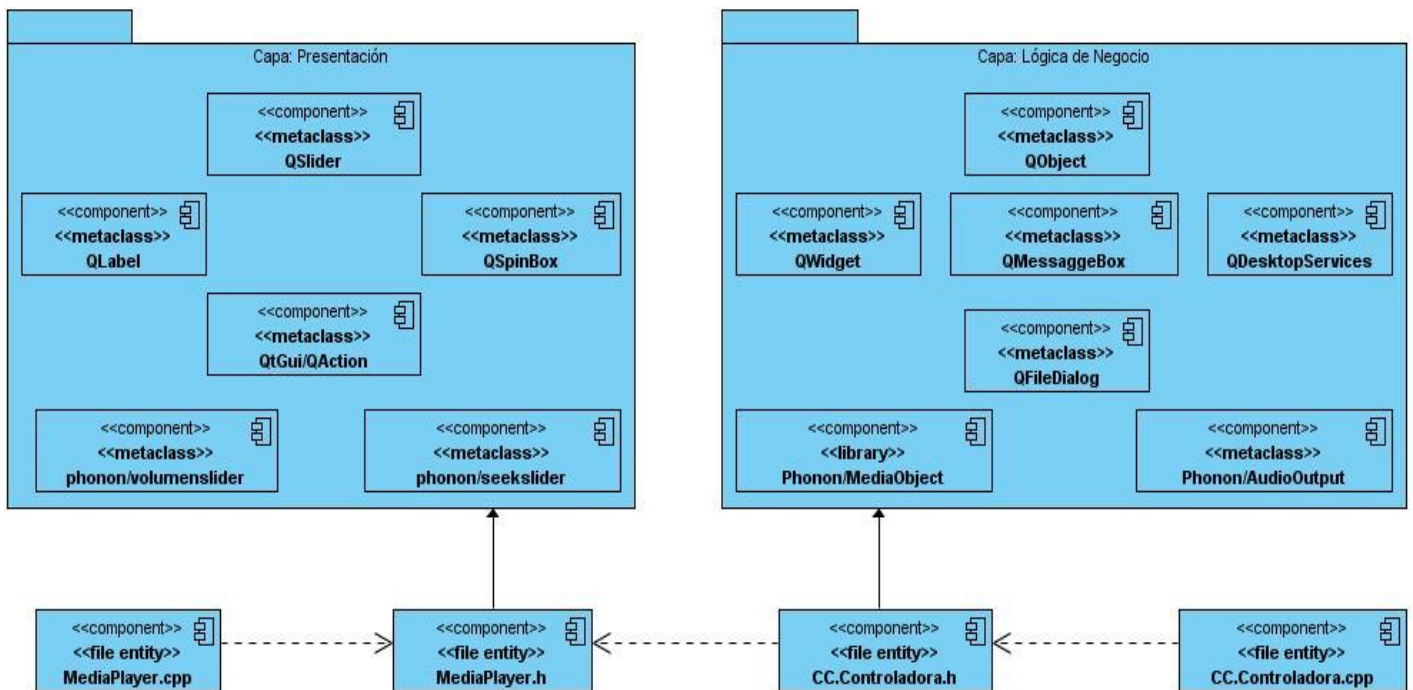 Capa: Presentación
<<component>>
<<metaclass>>
QSlider
<<component>>
<<metaclass>>
QLabel
<<component>>
<<metaclass>>
QSpinBox
<<component>>
<<metaclass>>
QtGui/QAction
<<component>>
<<metaclass>>
phonon/volumenslider
<<component>>
<<metaclass>>
phonon/seekslider
Capa: Lógica de Negocio
<<component>>
<<metaclass>>
QObject
<<component>>
<<metaclass>>
QWidget
<<component>>
<<metaclass>>
QMessaggeBox
<<component>>
<<metaclass>>
QDesktopServices
<<component>>
<<metaclass>>
QFileDialog
<<component>>
<<library>>
Phonon/MediaObject
<<component>>
<<metaclass>>
Phonon/AudioOutput
<<component>>
<<file entity>>
MediaPlayer.cpp
<<component>>
<<file entity>>
MediaPlayer.h
<<component>>
<<file entity>>
CC.Controladora.h
<<component>>
<<file entity>>
CC.Controladora.cpp